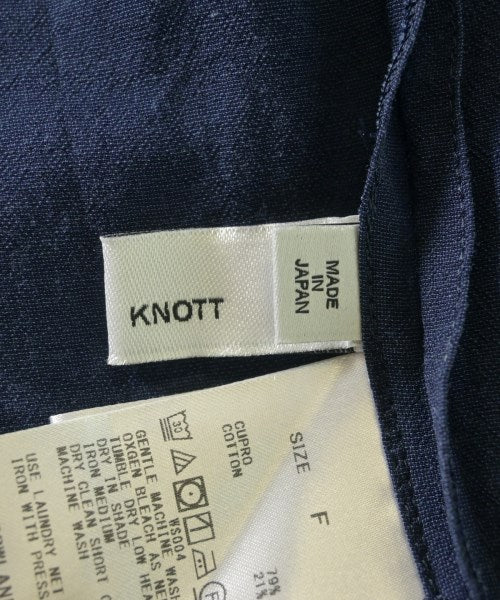 KNOTT
MADE
IN
JAPAN
SIZE F
CUPRO 79%
COTTON 21%
30
WS004
GENTLE MACHINE WASH
OXGEN BLEACH AS NE
TUMBLE DRY LOW HEA
DRY IN SHADE
IRON MEDIUM
DRY CLEAN SHORT C
MACHINE WASH
USE LAUNDRY NET
IRON WITH PRESS